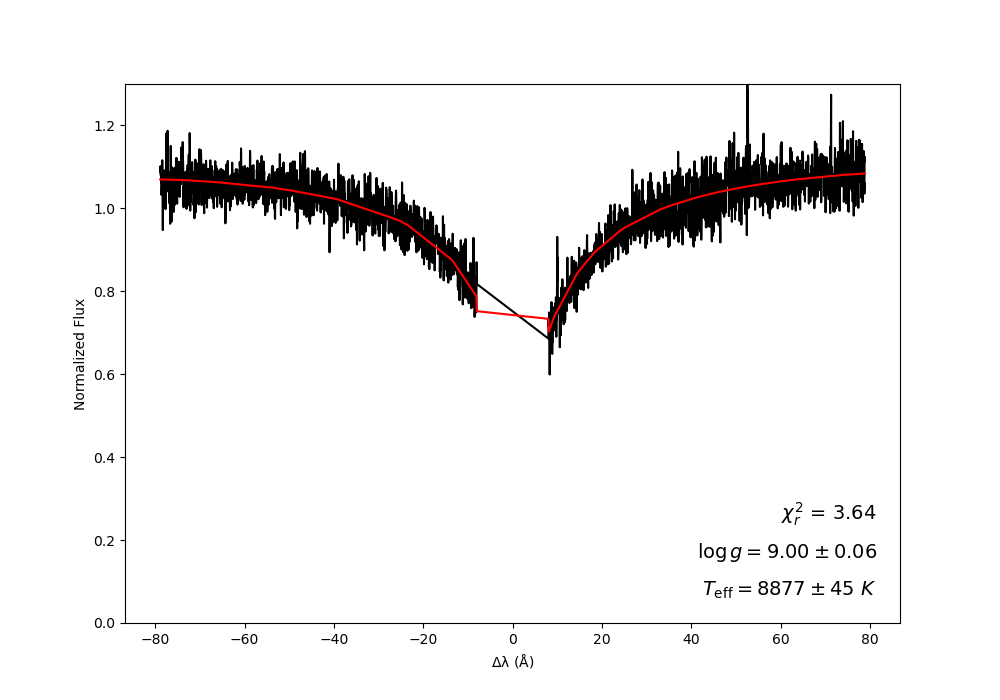 Normalized Flux
1.2
1.0
0.8
0.6
0.4
0.2
0.0
χ²ᵣ = 3.64
log g = 9.00 ± 0.06
T_eff = 8877 ± 45 K
−80 −60 −40 −20 0 20 40 60 80
Δλ (Å)